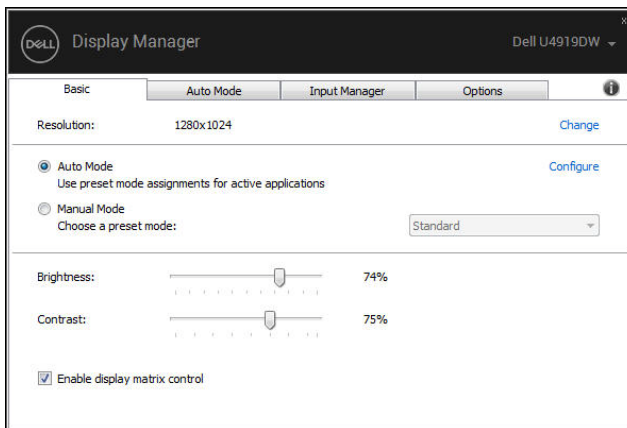 x
DELL Display Manager Dell U4919DW
Basic Auto Mode Input Manager Options i
Resolution: 1280x1024 Change
Auto Mode Configure
Use preset mode assignments for active applications
Manual Mode
Choose a preset mode: Standard
Brightness: 74%
Contrast: 75%
Enable display matrix control